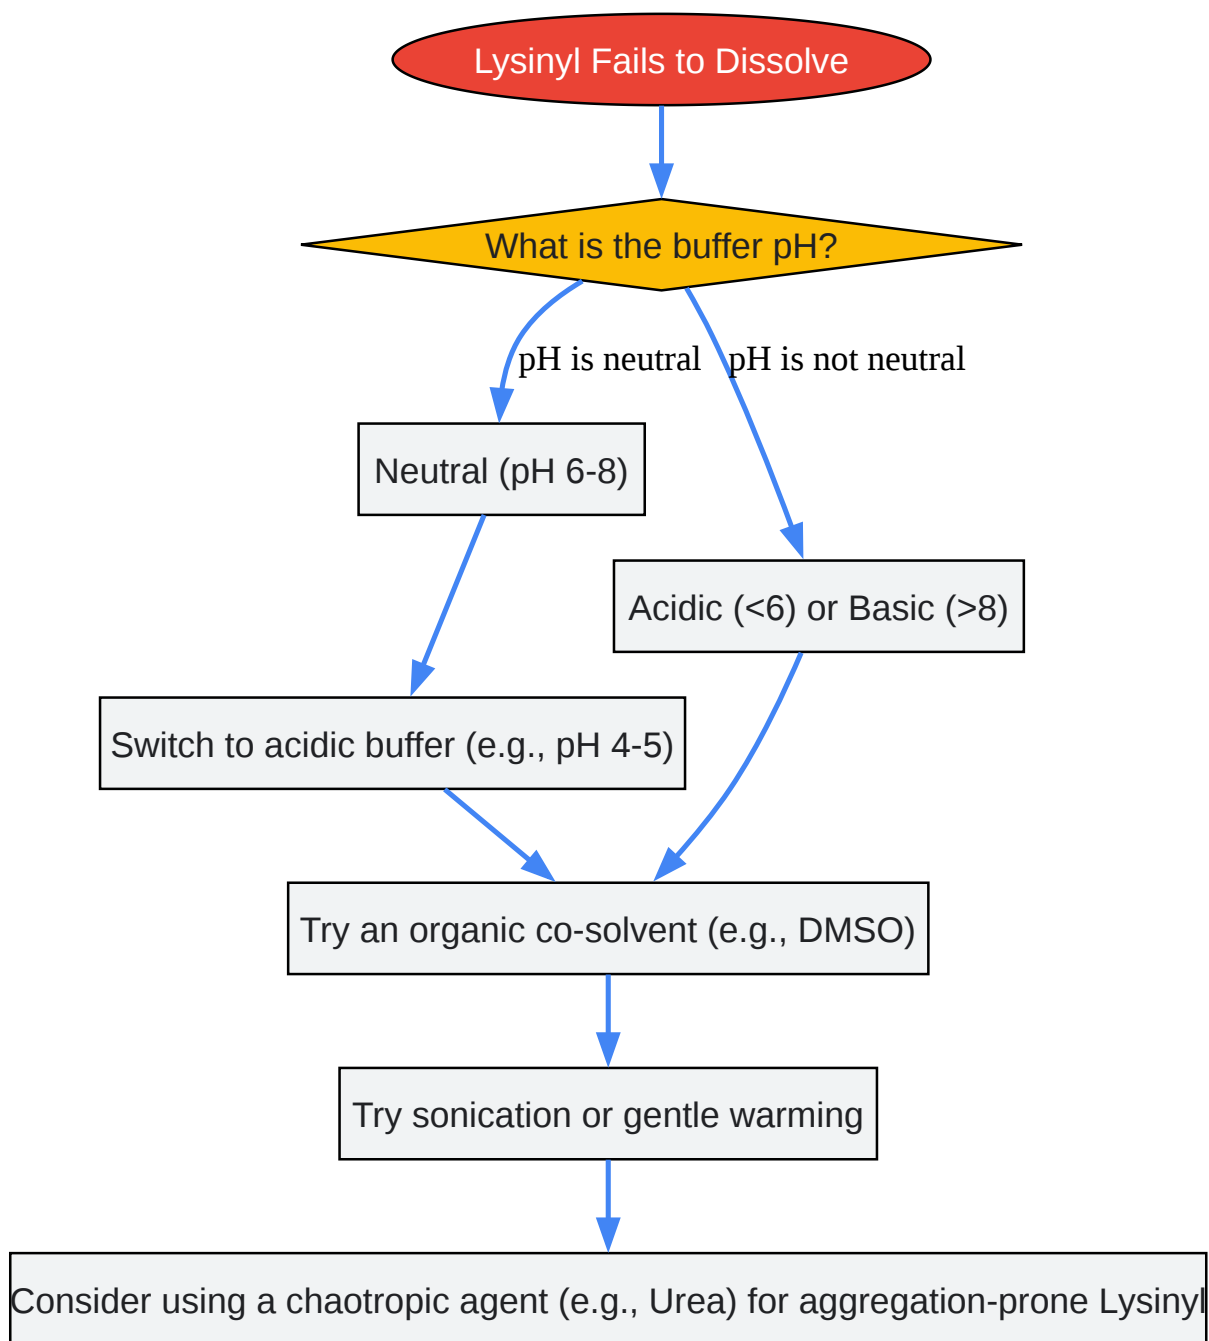 Lysinyl Fails to Dissolve
What is the buffer pH?
pH is neutral
pH is not neutral
Neutral (pH 6-8)
Acidic (<6) or Basic (>8)
Switch to acidic buffer (e.g., pH 4-5)
Try an organic co-solvent (e.g., DMSO)
Try sonication or gentle warming
Consider using a chaotropic agent (e.g., Urea) for aggregation-prone Lysinyl